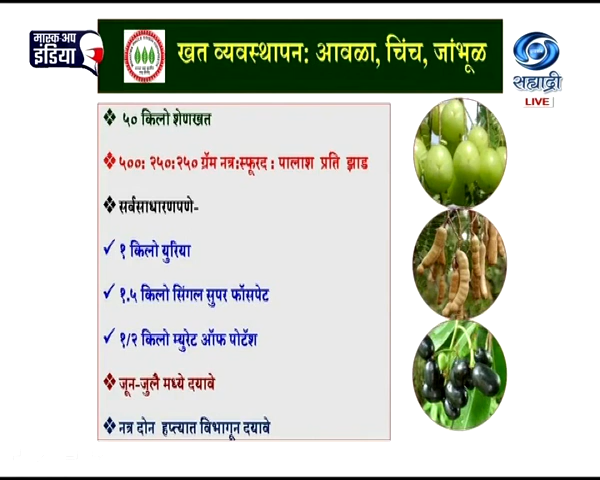 मास्क अप
इंडिया
खत व्यवस्थापन: आवळा, चिंच, जांभूळ
सह्याद्री
LIVE
५० किलो शेणखत
५००: २५०:२५० ग्रॅम नत्र:स्फूरद : पालाश प्रति झाड
सर्वसाधारणपणे-
१ किलो युरिया
१.५ किलो सिंगल सुपर फॉसपेट
१/२ किलो म्युरेट ऑफ पोटॅश
जून-जुलै मध्ये दयावे
नत्र दोन हप्त्यात विभागून दयावे